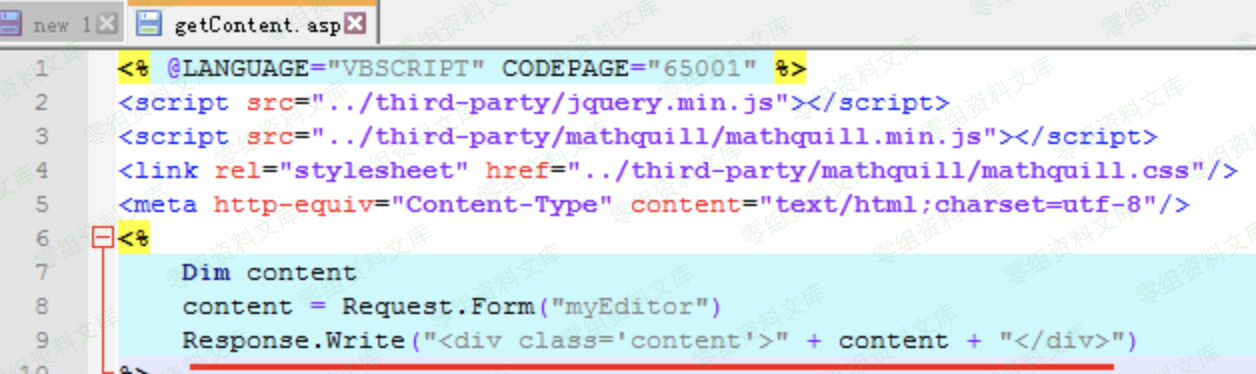 new 1 getContent.asp
1 <% @LANGUAGE="VBSCRIPT" CODEPAGE="65001" %>
2 <script src="../third-party/jquery.min.js"></script>
3 <script src="../third-party/mathquill/mathquill.min.js"></script>
4 <link rel="stylesheet" href="../third-party/mathquill/mathquill.css"/>
5 <meta http-equiv="Content-Type" content="text/html;charset=utf-8"/>
6 <%
7 Dim content
8 content = Request.Form("myEditor")
9 Response.Write("<div class='content'>" + content + "</div>")
10 %>
零组资料文库